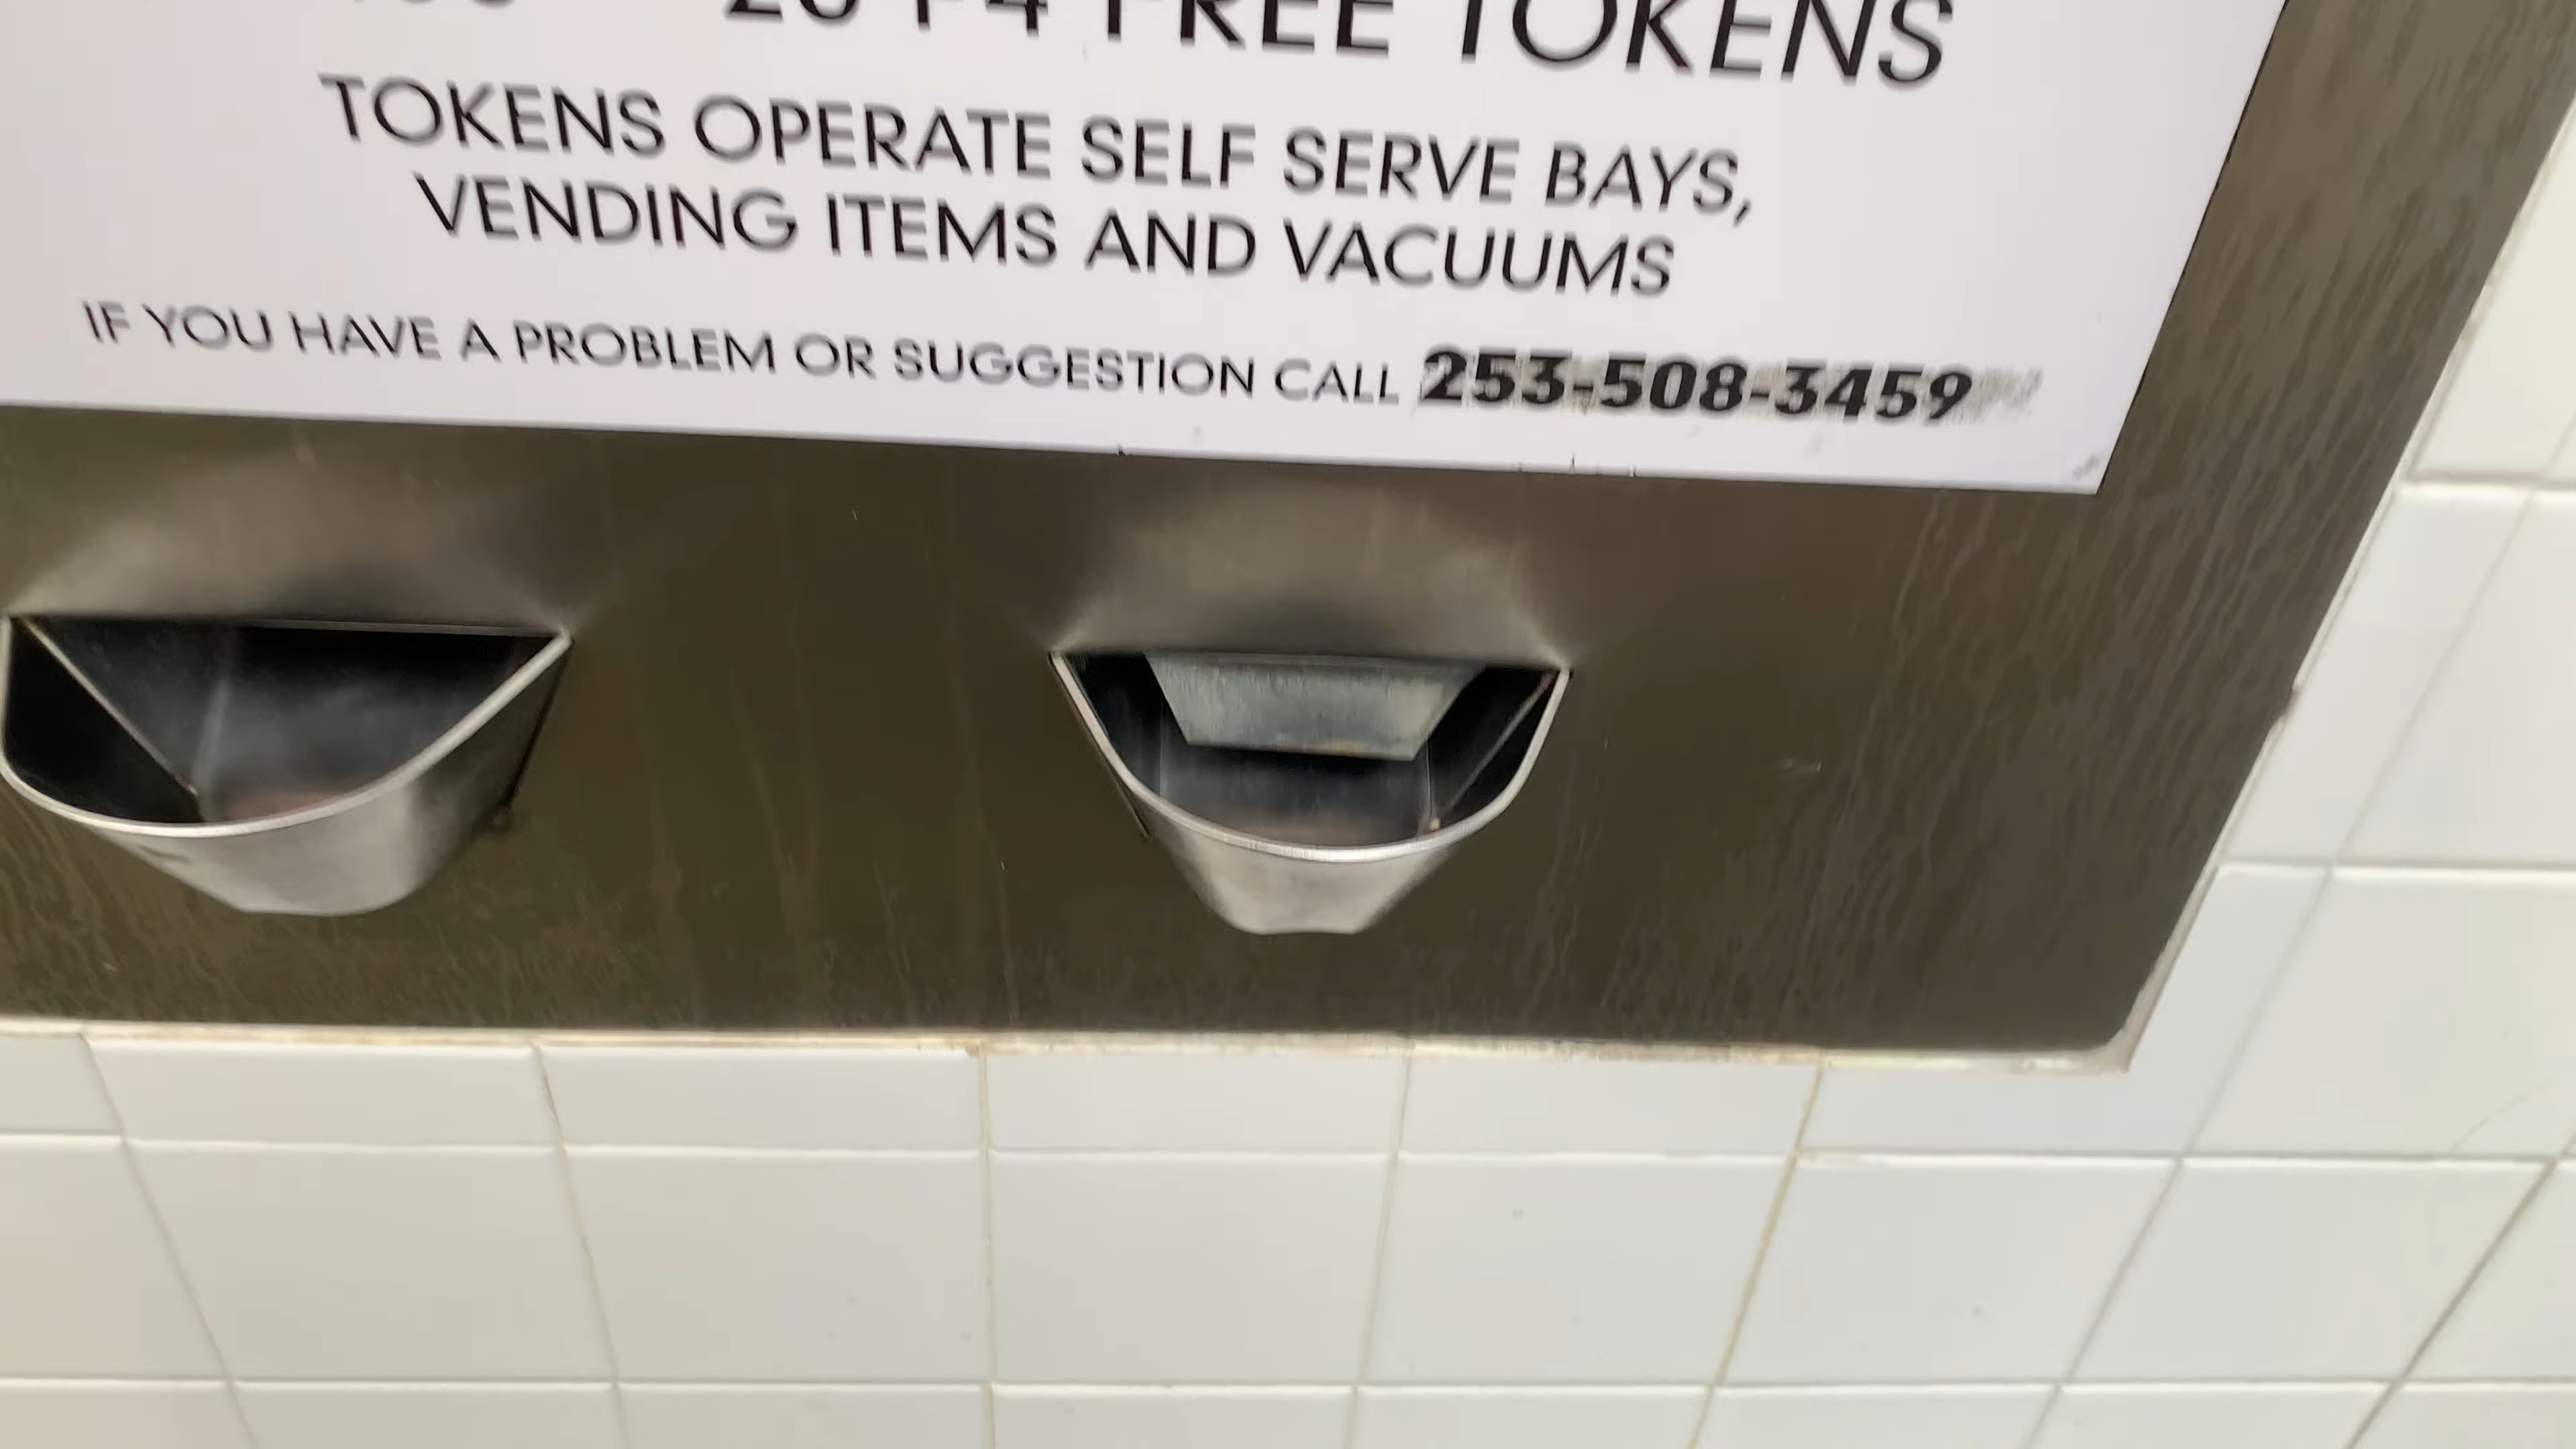 FREE TOKENS
TOKENS OPERATE SELF SERVE BAYS,
VENDING ITEMS AND VACUUMS
IF YOU HAVE A PROBLEM OR SUGGESTION CALL 253-508-3459